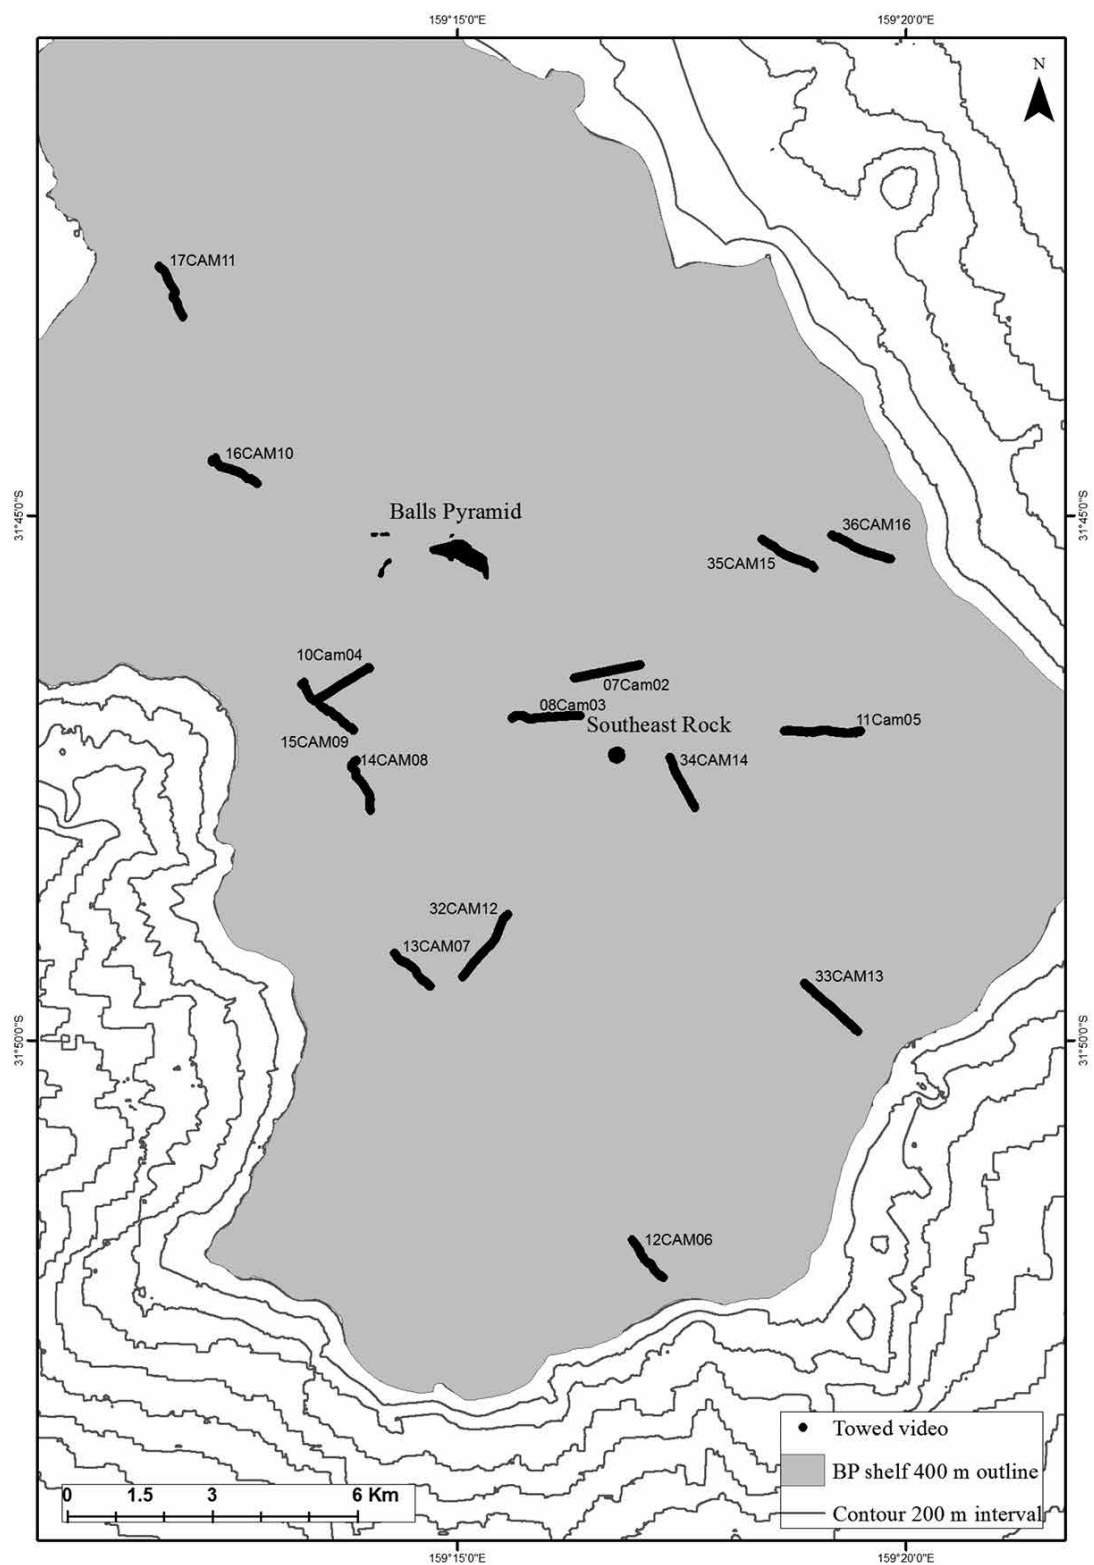 159°15'0"E
159°20'0"E
N
17CAM11
16CAM10
Balls Pyramid
31°45'0"S
31°45'0"S
36CAM16
35CAM15
10Cam04
07Cam02
08Cam03
Southeast Rock
11Cam05
15CAM09
14CAM08
34CAM14
32CAM12
13CAM07
33CAM13
31°50'0"S
31°50'0"S
12CAM06
Towed video
BP shelf 400 m outline
Contour 200 m interval
0 1.5 3 6 Km
159°15'0"E
159°20'0"E